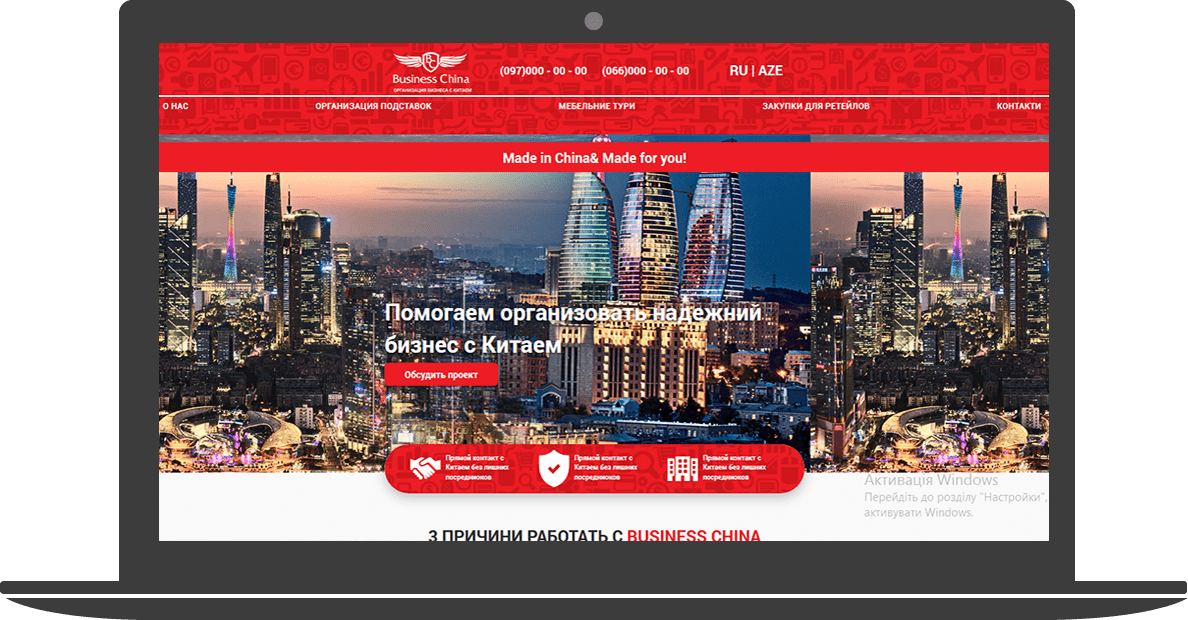 BC
Business China
ОРГАНИЗАЦИЯ БИЗНЕСА С КИТАЕМ
(097)000 - 00 - 00 (066)000 - 00 - 00 RU | AZE
О НАС ОРГАНИЗАЦИЯ ПОДСТАВОК МЕБЕЛЬНИЕ ТУРИ ЗАКУПКИ ДЛЯ РЕТЕЙЛОВ КОНТАКТИ
Made in China& Made for you!
Помогаем организовать надежний
бизнес с Китаем
Обсудить проект
Прямой контакт с
Китаем без лишних
посредников
Прямой контакт с
Китаем без лишних
посредников
Прямой контакт с
Китаем без лишних
посредников
Активація Windows
Перейдіть до розділу "Настройки",
активувати Windows.
3 ПРИЧИНИ РАБОТАТЬ С BUSINESS CHINA